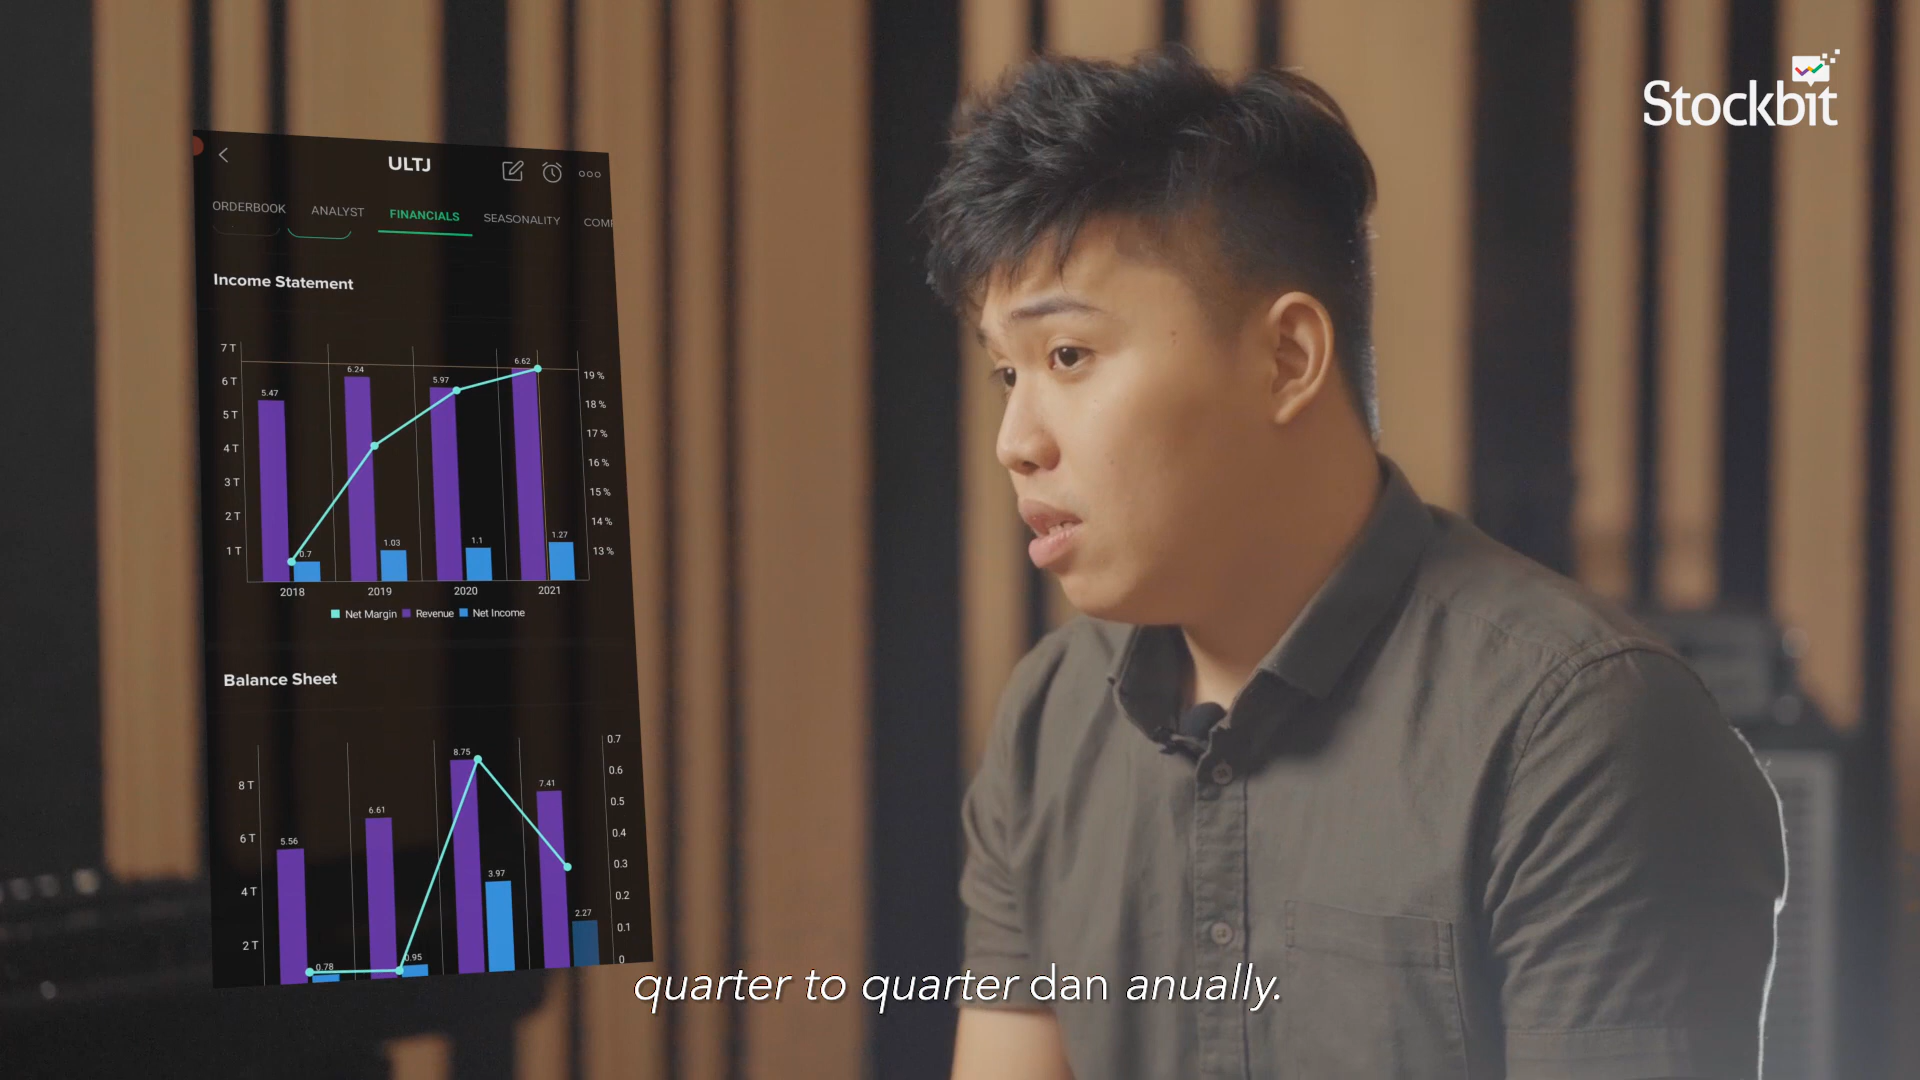 Stockbit
ULTJ
ORDERBOOK ANALYST FINANCIALS SEASONALITY
Income Statement
7 T
6 T
5 T
4 T
3 T
2 T
1 T
5.47 6.24 5.97 6.62
0.7 1.03 1.1 1.27
19 %
18 %
17 %
16 %
15 %
14 %
13 %
2018 2019 2020 2021
Net Margin Revenue Net Income
Balance Sheet
8 T
6 T
4 T
2 T
5.56 6.61 8.75 7.41
0.78 0.95 3.97 2.27
0.7
0.6
0.5
0.4
0.3
0.2
0.1
0
quarter to quarter dan anually.